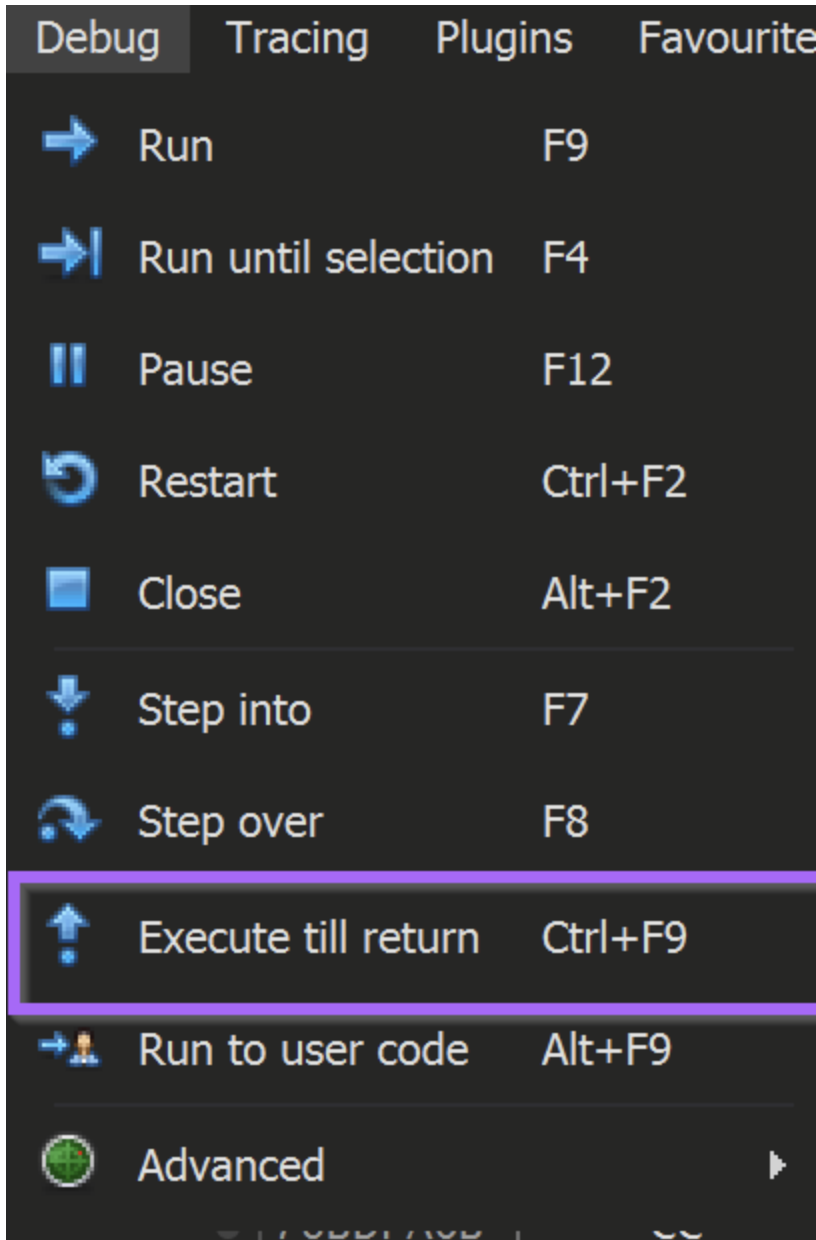 Debug Tracing Plugins Favourite
Run F9
Run until selection F4
Pause F12
Restart Ctrl+F2
Close Alt+F2
Step into F7
Step over F8
Execute till return Ctrl+F9
Run to user code Alt+F9
Advanced